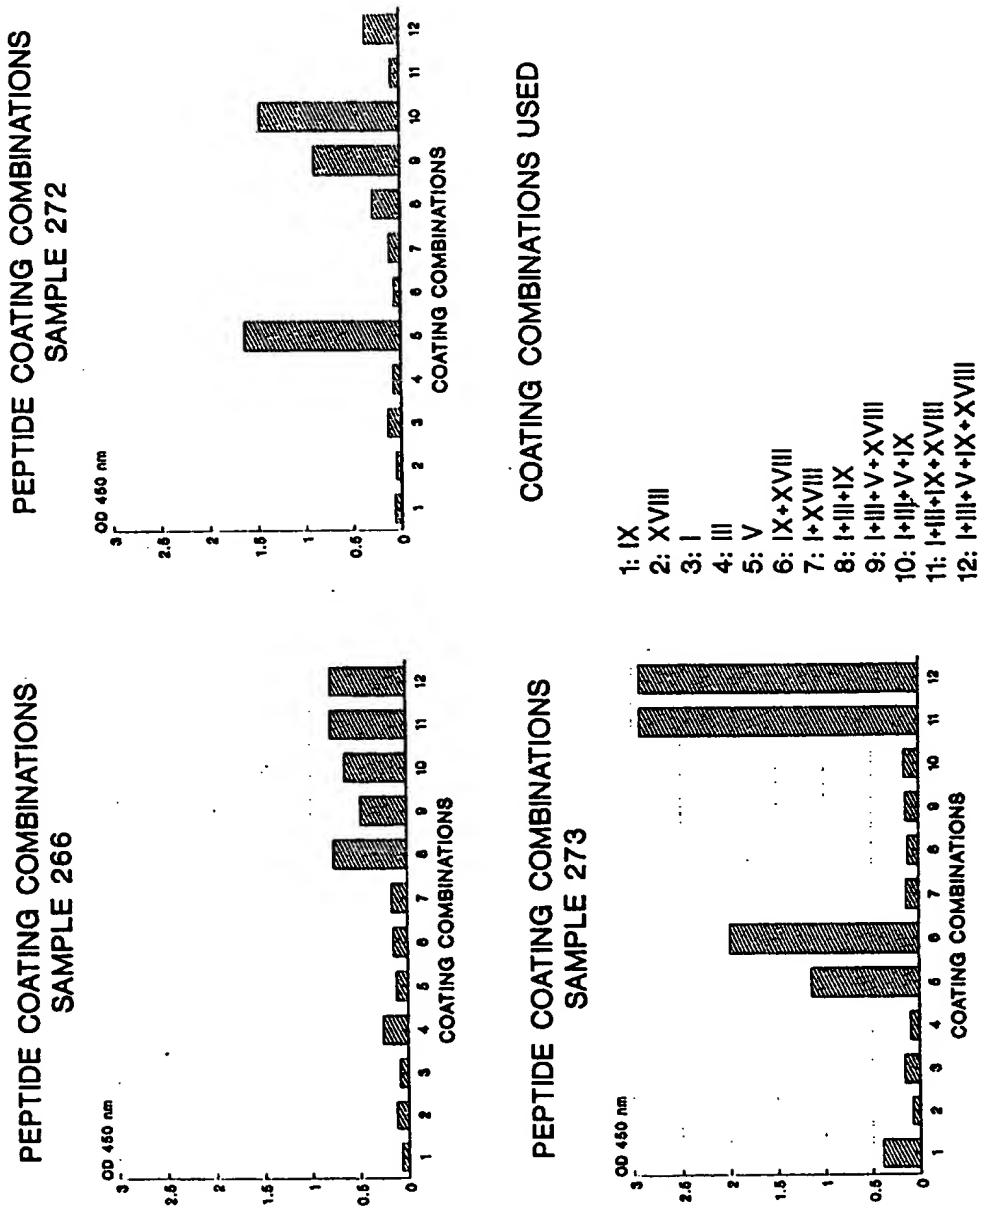 PEPTIDE COATING COMBINATIONS
SAMPLE 266
OD 450 nm
3
2.5
2
1.5
1
0.5
0
1 2 3 4 5 6 7 8 9 10 11 12
COATING COMBINATIONS
PEPTIDE COATING COMBINATIONS
SAMPLE 272
OD 450 nm
3
2.5
2
1.5
1
0.5
0
1 2 3 4 5 6 7 8 9 10 11 12
COATING COMBINATIONS
PEPTIDE COATING COMBINATIONS
SAMPLE 273
OD 450 nm
3
2.5
2
1.5
1
0.5
0
1 2 3 4 5 6 7 8 9 10 11 12
COATING COMBINATIONS
COATING COMBINATIONS USED
1: IX
2: XVIII
3: I
4: III
5: V
6: IX+XVIII
7: I+XVIII
8: I+III+IX
9: I+III+V+XVIII
10: I+III+V+IX
11: I+III+IX+XVIII
12: I+III+V+IX+XVIII